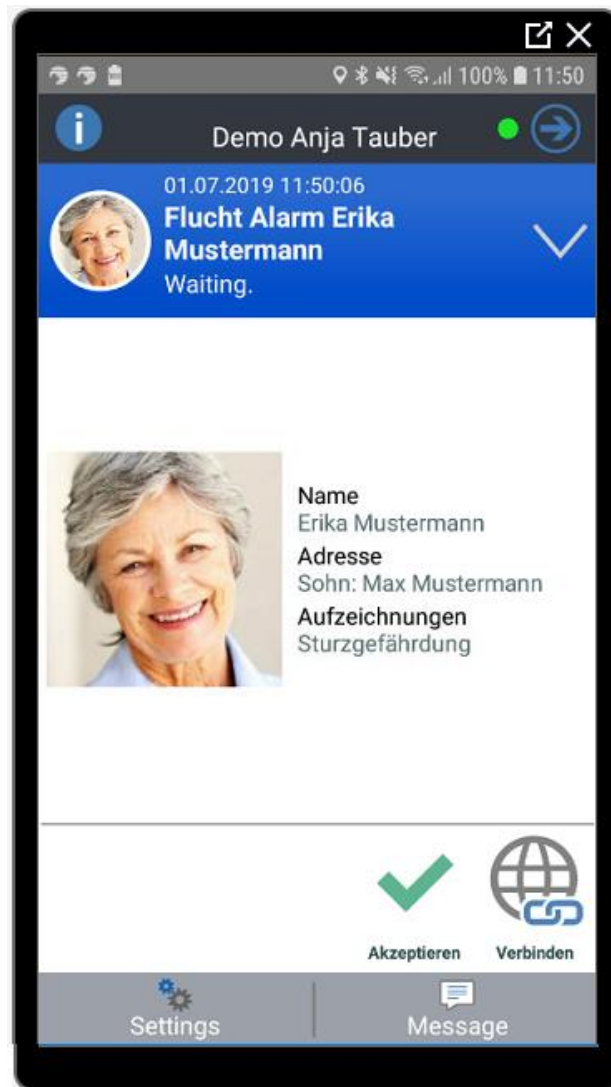 100% 11:50
Demo Anja Tauber
01.07.2019 11:50:06
Flucht Alarm Erika
Mustermann
Waiting.
Name
Erika Mustermann
Adresse
Sohn: Max Mustermann
Aufzeichnungen
Sturzgefährdung
Akzeptieren Verbinden
Settings Message